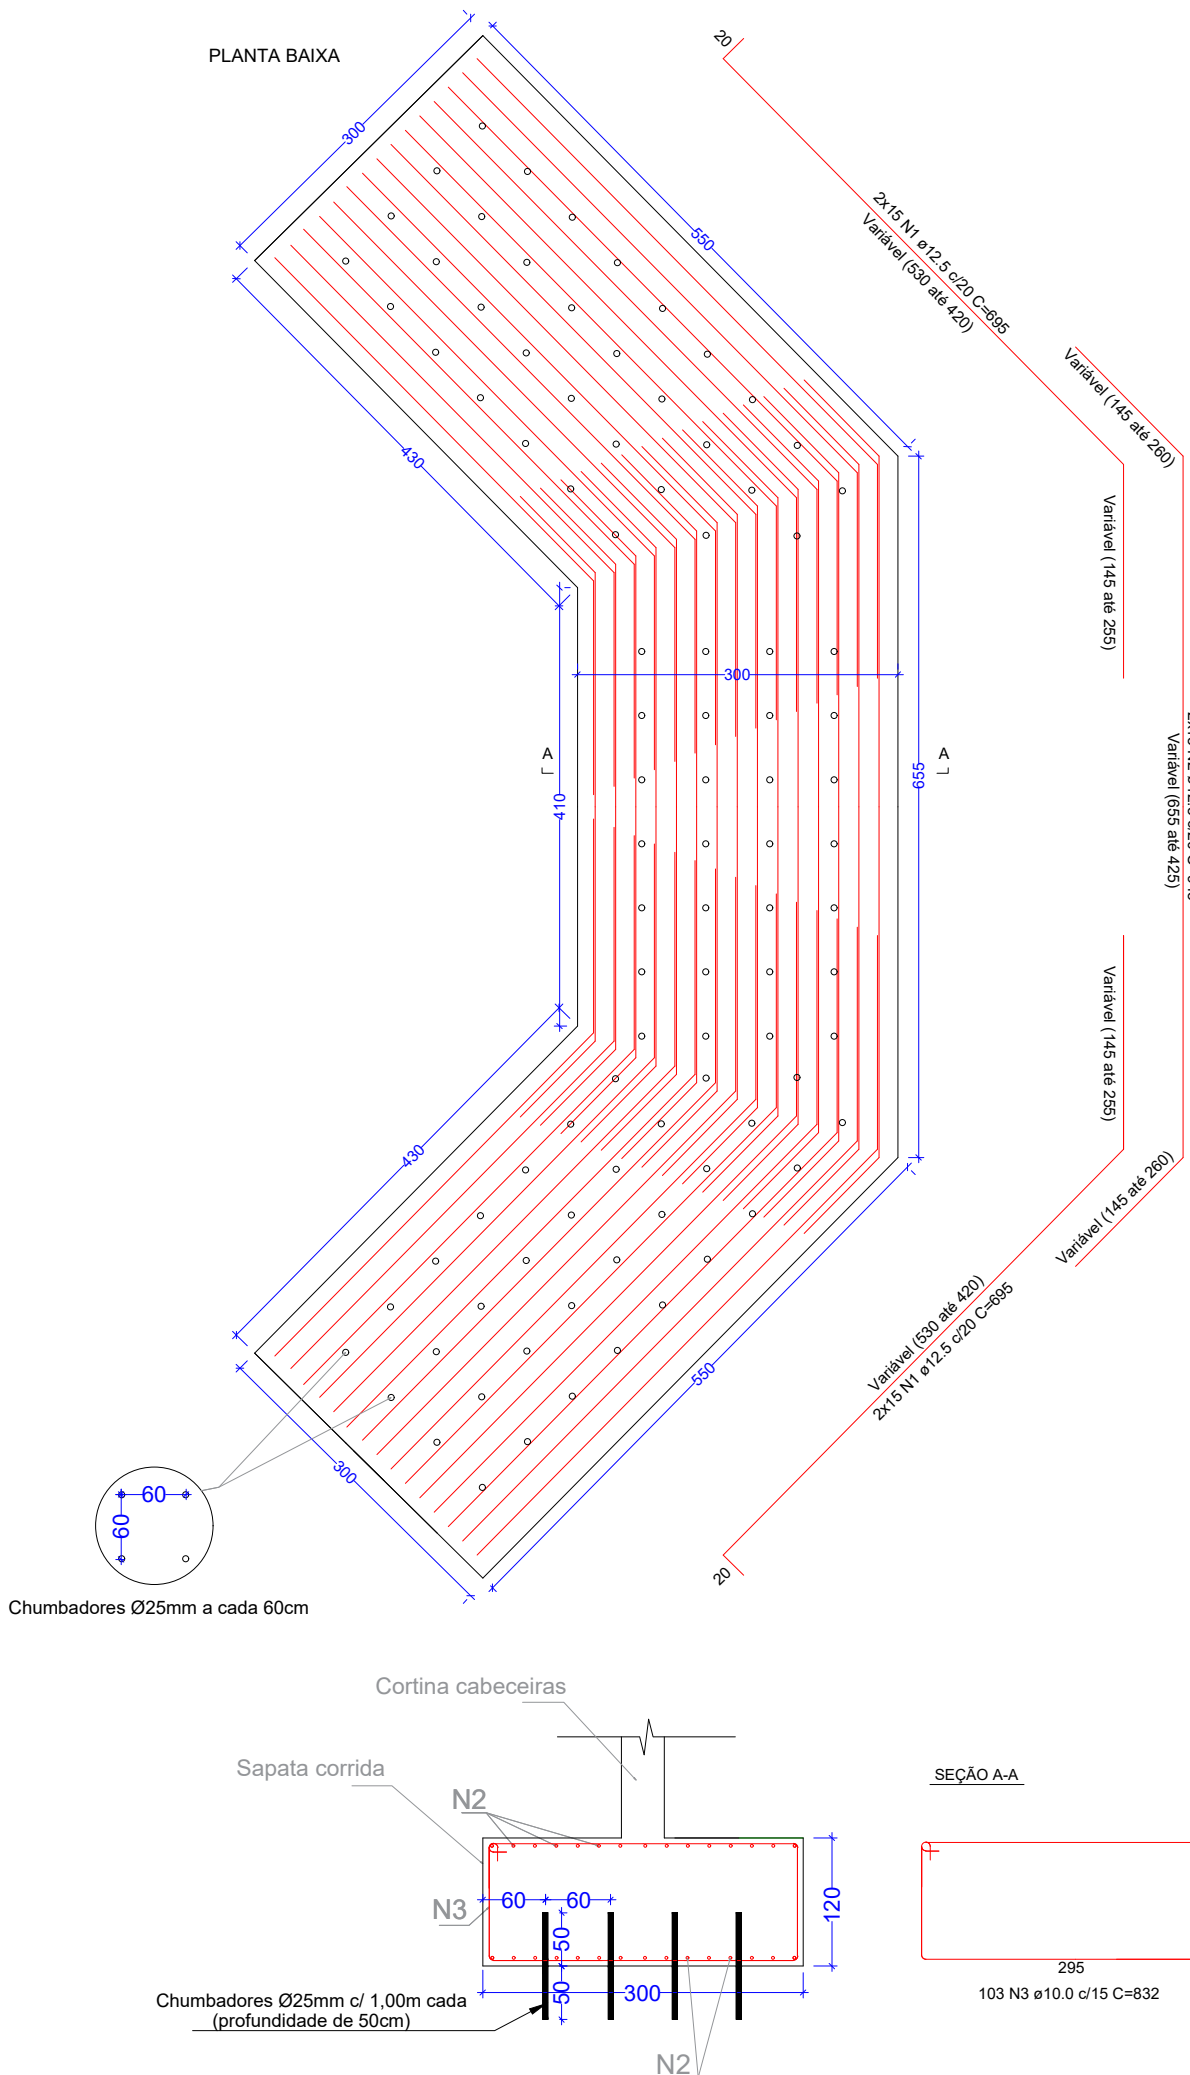 PLANTA BAIXA
20
300
550
2x15 N1 ø12.5 c/20 C=695
Variável (530 até 420)
Variável (145 até 260)
430
Variável (145 até 255)
300
A
A
655
410
Variável (655 até 425)
Variável (145 até 255)
430
Variável (145 até 260)
Variável (530 até 420)
2x15 N1 ø12.5 c/20 C=695
550
300
20
60
60
Chumbadores Ø25mm a cada 60cm
Cortina cabeceiras
Sapata corrida
SEÇÃO A-A
N2
N3
60
60
120
50
50
300
295
103 N3 ø10.0 c/15 C=832
Chumbadores Ø25mm c/ 1,00m cada
(profundidade de 50cm)
N2